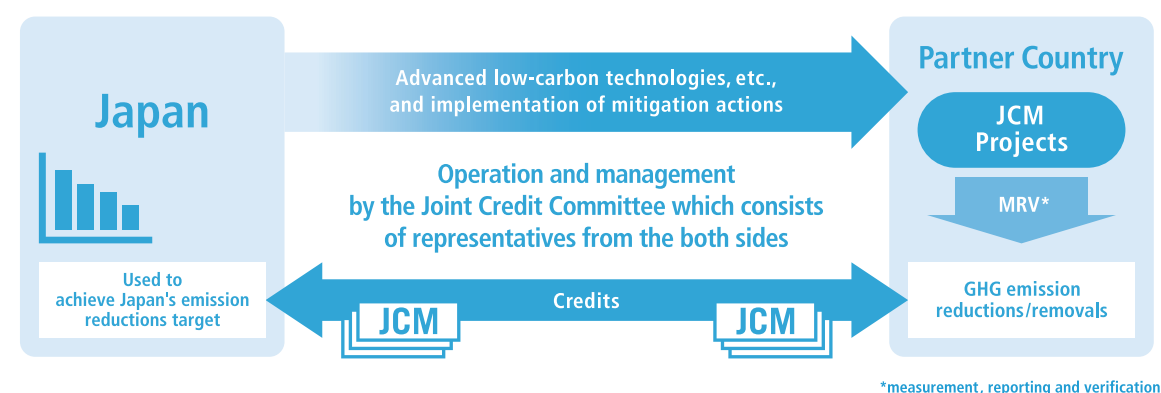 Japan
Advanced low-carbon technologies, etc.,
and implementation of mitigation actions
Partner Country
JCM
Projects
MRV*
Operation and management
by the Joint Credit Committee which consists
of representatives from the both sides
Used to
achieve Japan's emission
reductions target
Credits
JCM
JCM
GHG emission
reductions/removals
*measurement, reporting and verification